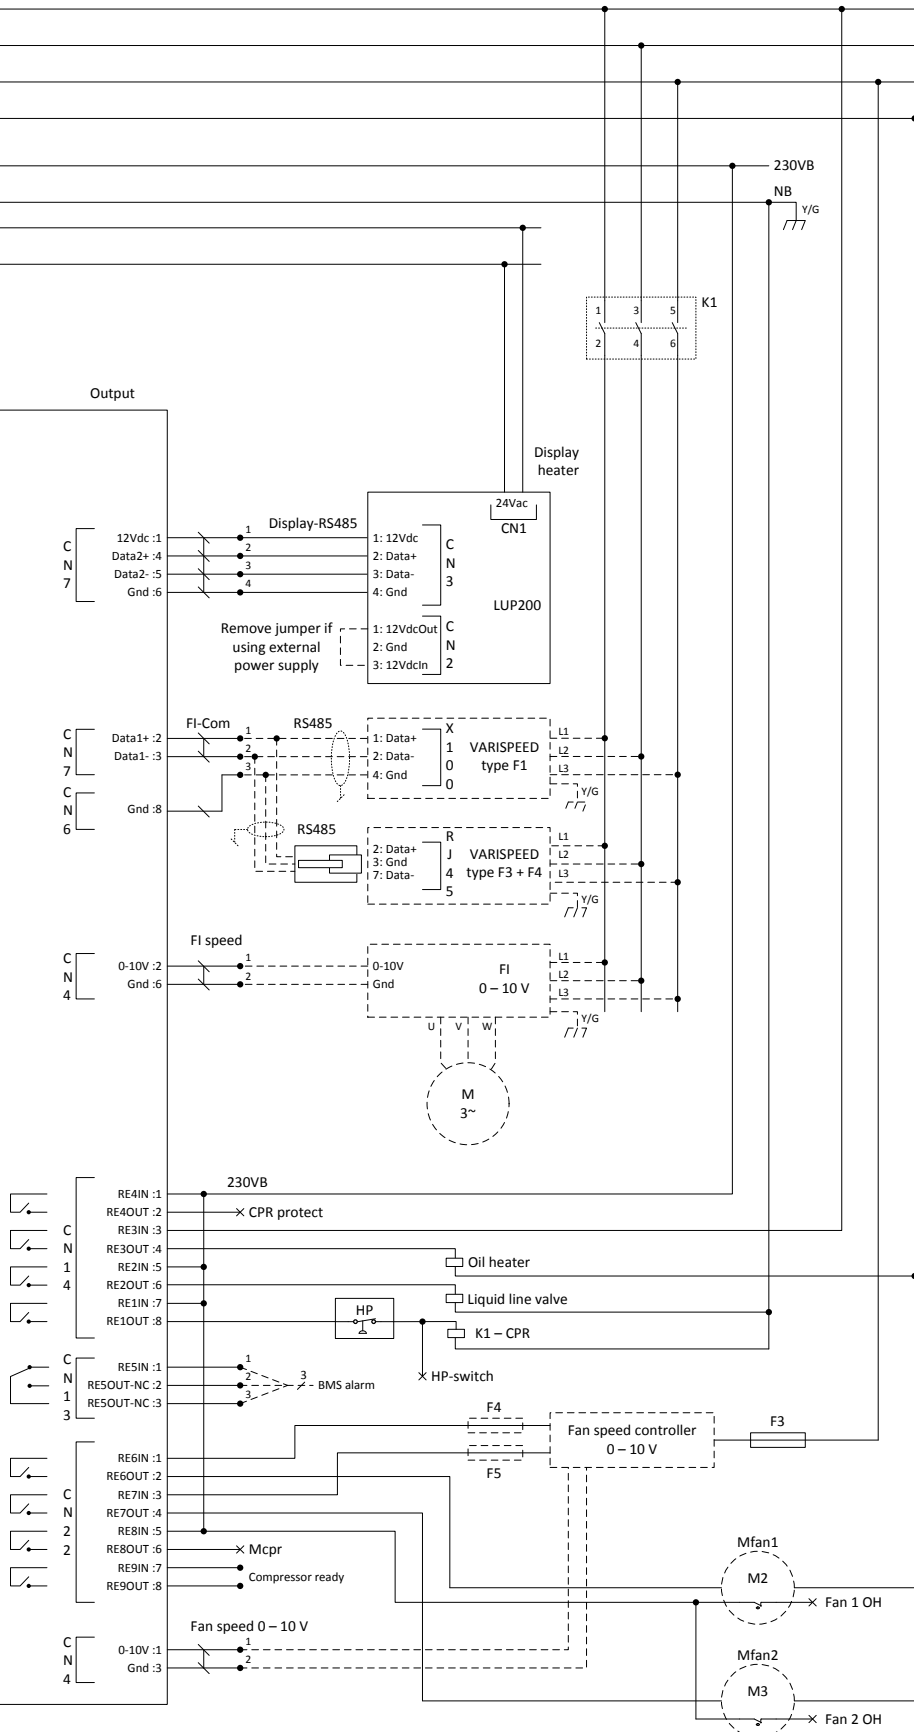 230VB
NB
Y/G
K1
1 3 5
2 4 6
Output
Display
heater
24Vac
CN1
C
N
7
12Vdc :1
Data2+ :4
Data2- :5
Gnd :6
1
2
3
4
Display-RS485
1: 12Vdc
2: Data+
3: Data-
4: Gnd
C
N
3
LUP200
Remove jumper if
using external
power supply
1: 12VdcOut
2: Gnd
3: 12VdcIn
C
N
2
C
N
7
Data1+ :2
Data1- :3
FI-Com
1
2
3
RS485
1: Data+
2: Data-
4: Gnd
X
1
0
0
VARISPEED
type F1
L1
L2
L3
Y/G
C
N
6
Gnd :8
RS485
2: Data+
3: Gnd
7: Data-
R
J
4
5
VARISPEED
type F3 + F4
L1
L2
L3
Y/G
C
N
4
0-10V :2
Gnd :6
FI speed
1
2
0-10V
Gnd
FI
0 – 10 V
L1
L2
L3
Y/G
U V W
M
3~
C
N
1
4
RE4IN :1
RE4OUT :2
RE3IN :3
RE3OUT :4
RE2IN :5
RE2OUT :6
RE1IN :7
RE1OUT :8
230VB
CPR protect
Oil heater
Liquid line valve
HP
K1 – CPR
HP-switch
C
N
1
3
RE5IN :1
RE5OUT-NC :2
RE5OUT-NC :3
1
2
3
3
BMS alarm
F4
F5
Fan speed controller
0 – 10 V
F3
C
N
2
2
RE6IN :1
RE6OUT :2
RE7IN :3
RE7OUT :4
RE8IN :5
RE8OUT :6
RE9IN :7
RE9OUT :8
Mcpr
Compressor ready
Mfan1
M2
Fan 1 OH
Fan speed 0 – 10 V
C
N
4
0-10V :1
Gnd :3
1
2
Mfan2
M3
Fan 2 OH